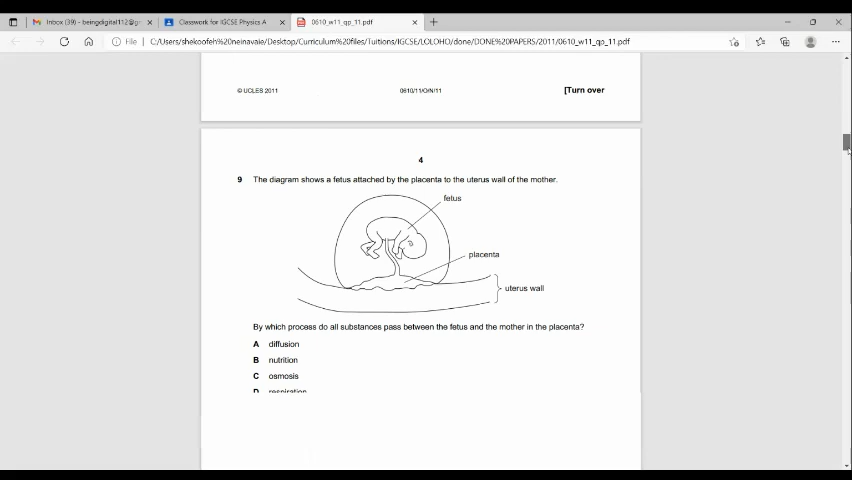 Inbox (39) - beingdigital112@g
Classwork for IGCSE Physics A
0610_w11_qp_11.pdf
File
C:/Users/shekoofeh%20neinavaie/Desktop/Curriculum%20files/Tuitions/IGCSE/LOLOHO/done/DONE%20PAPERS/2011/0610_w11_qp_11.pdf
© UCLES 2011
0610/11/O/N/11
[Turn over
4
9 The diagram shows a fetus attached by the placenta to the uterus wall of the mother.
fetus
placenta
uterus wall
By which process do all substances pass between the fetus and the mother in the placenta?
A diffusion
B nutrition
C osmosis
D respiration